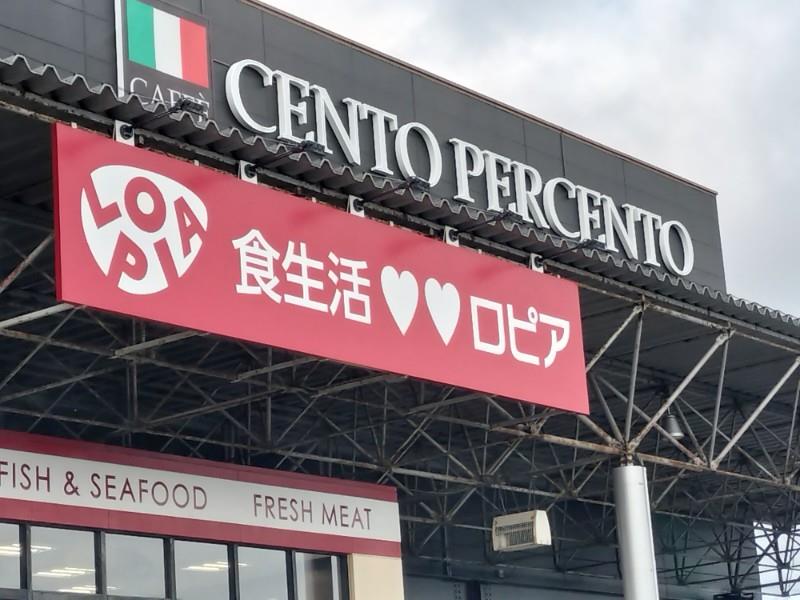 CAFFÈ
CENTO PERCENTO
LOPIA
食生活♥♥ロピア
FISH & SEAFOOD FRESH MEAT